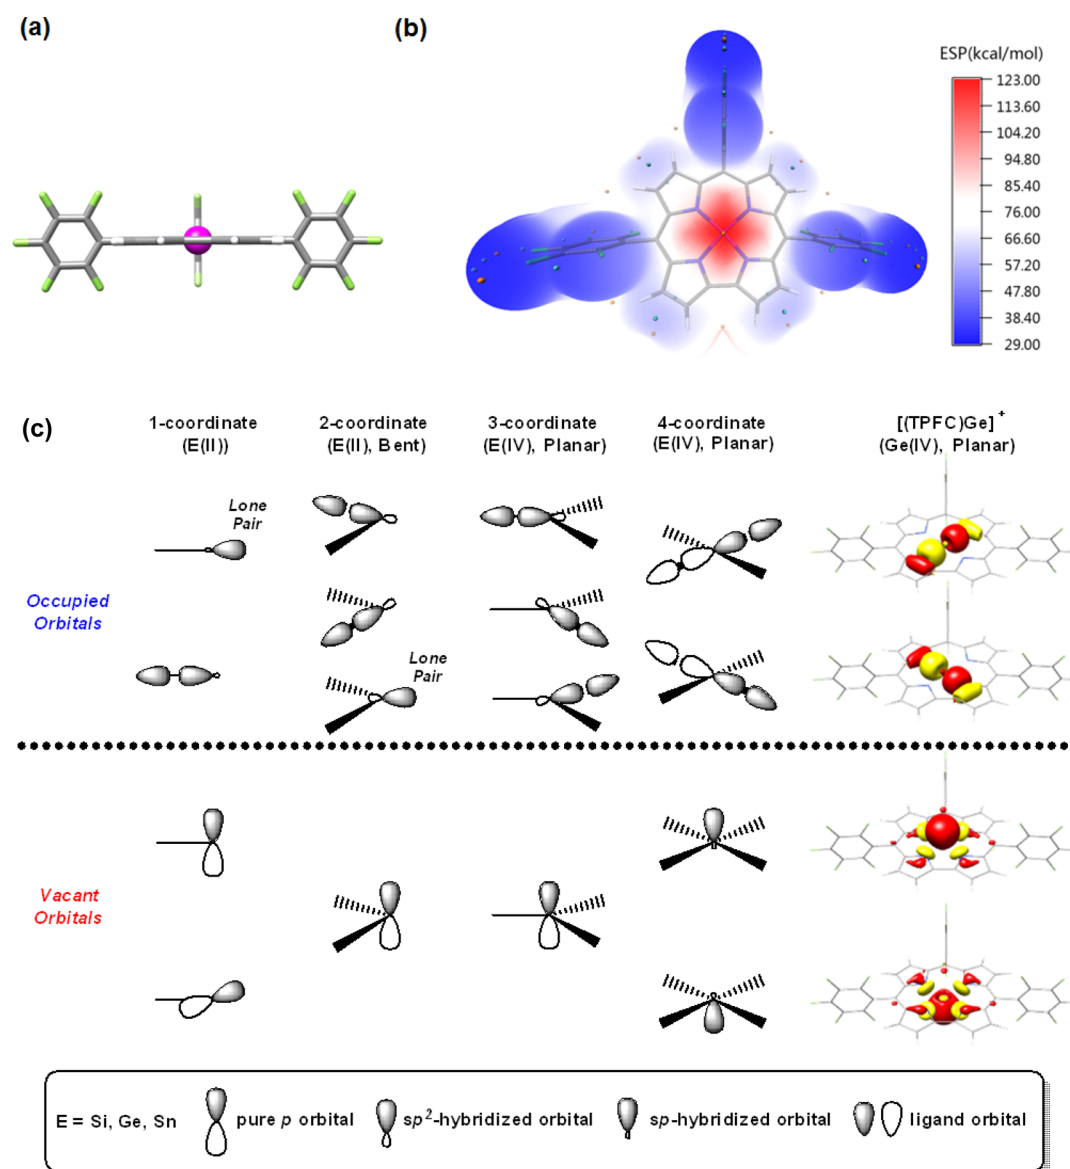 (a)
(b)
ESP(kcal/mol)
123.00
113.60
104.20
94.80
85.40
76.00
66.60
57.20
47.80
38.40
29.00
(c)
1-coordinate
(E(II))
2-coordinate
(E(II), Bent)
3-coordinate
(E(IV), Planar)
4-coordinate
(E(IV), Planar)
[(TPFC)Ge]+
(Ge(IV), Planar)
Lone
Pair
Occupied
Orbitals
Lone
Pair
Vacant
Orbitals
E = Si, Ge, Sn
pure p orbital
sp2-hybridized orbital
sp-hybridized orbital
ligand orbital